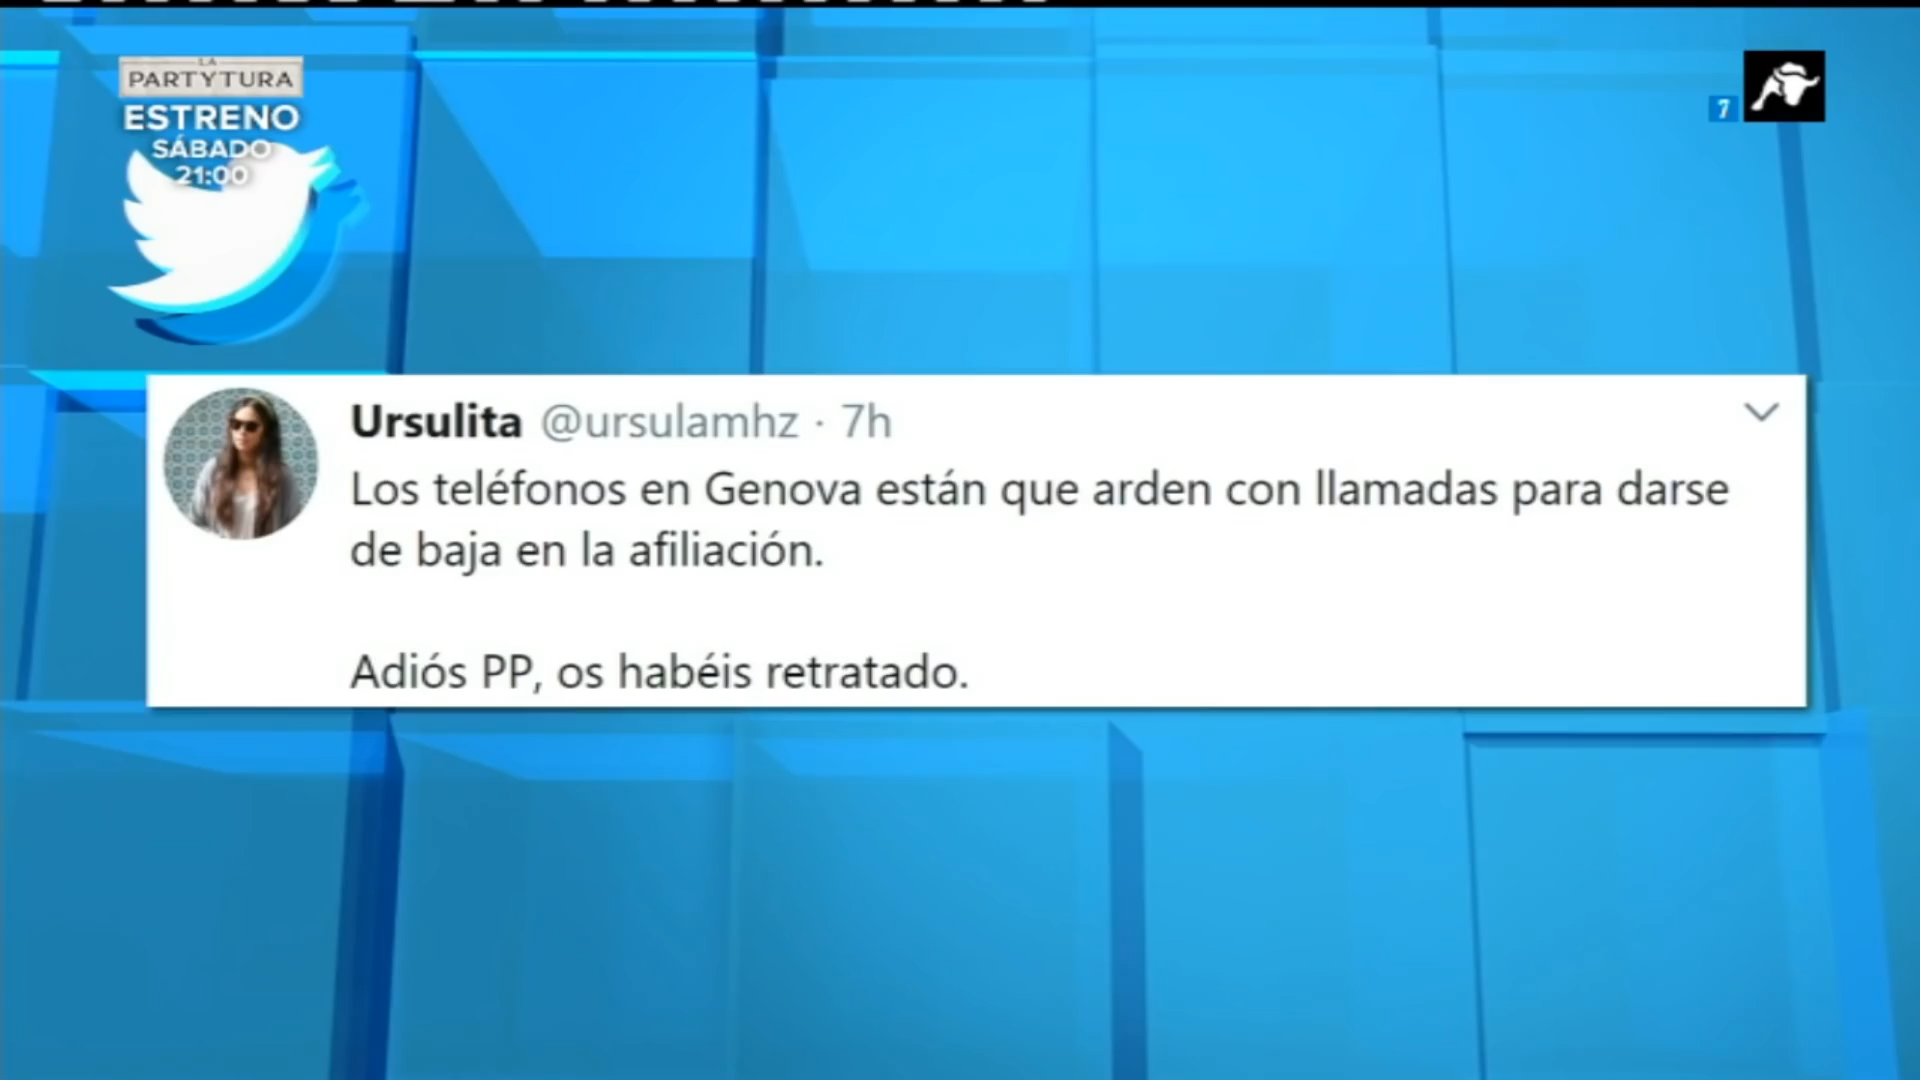 LA
PARTYTURA
ESTRENO
SÁBADO
21:00
7
Ursulita @ursulamhz · 7h
Los teléfonos en Genova están que arden con llamadas para darse
de baja en la afiliación.
Adiós PP, os habéis retratado.